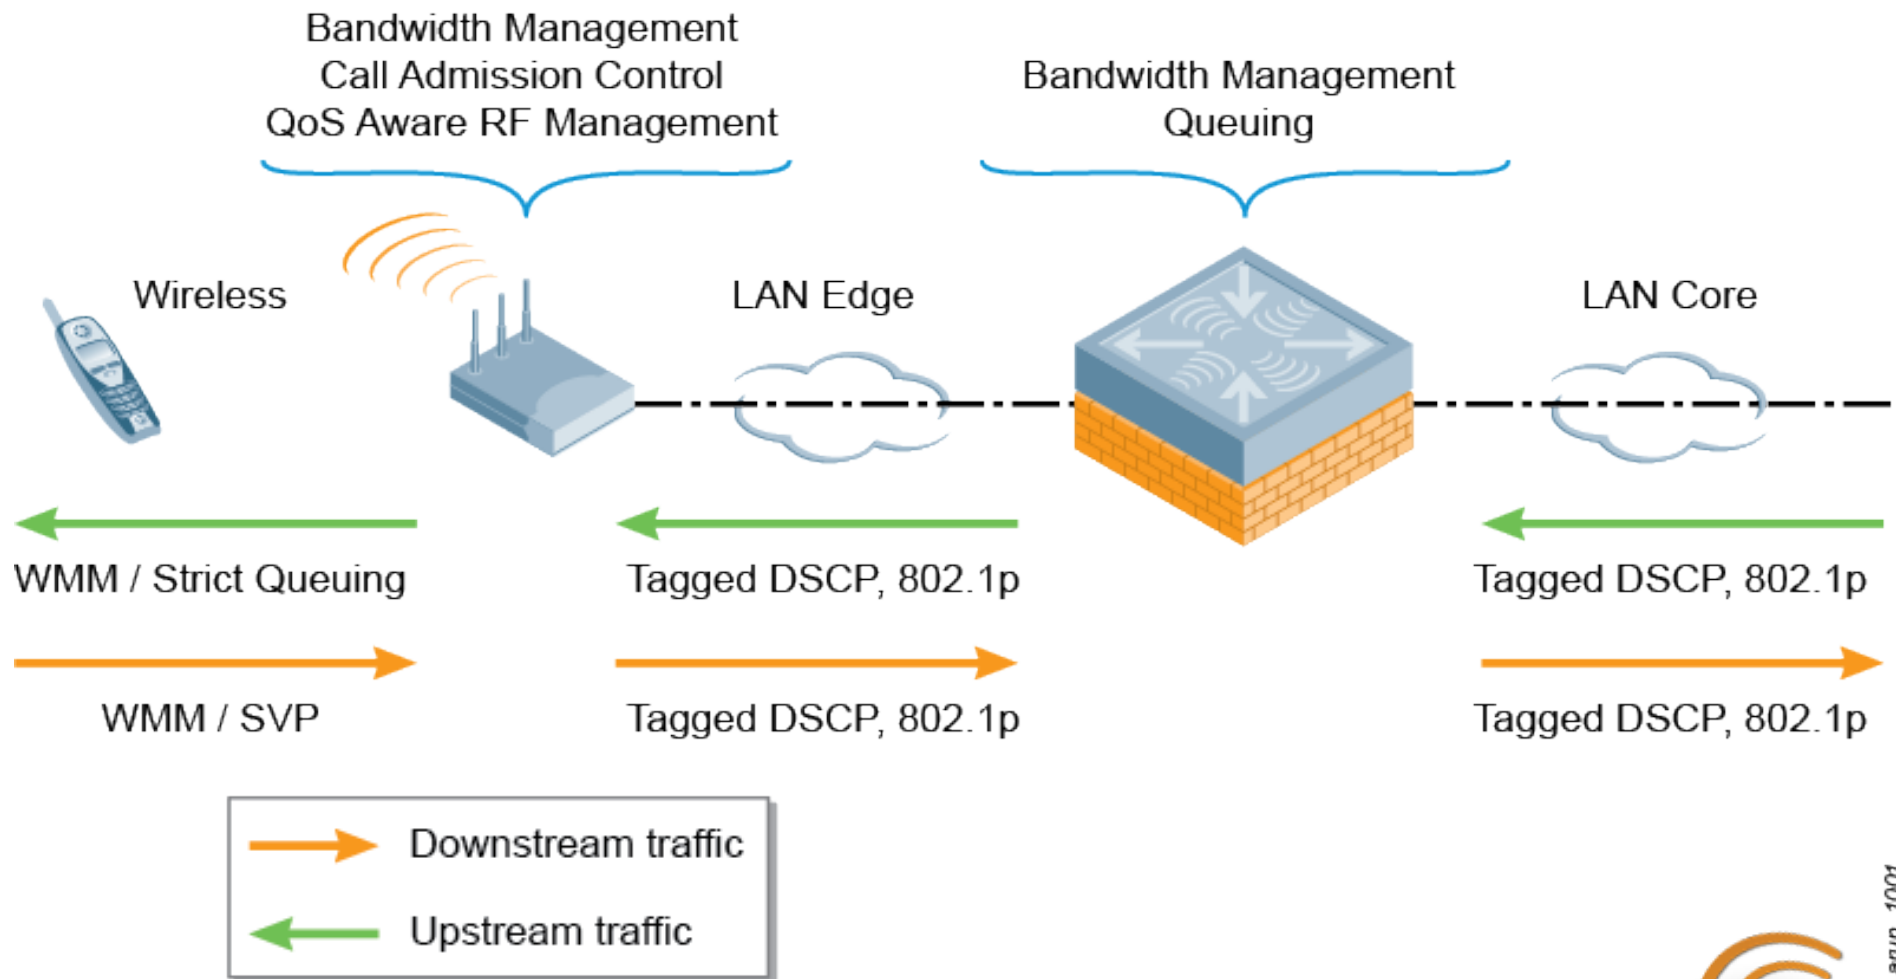 Bandwidth Management
Call Admission Control
QoS Aware RF Management
Bandwidth Management
Queuing
Wireless
LAN Edge
LAN Core
WMM / Strict Queuing
Tagged DSCP, 802.1p
Tagged DSCP, 802.1p
WMM / SVP
Tagged DSCP, 802.1p
Tagged DSCP, 802.1p
Downstream traffic
Upstream traffic
1001